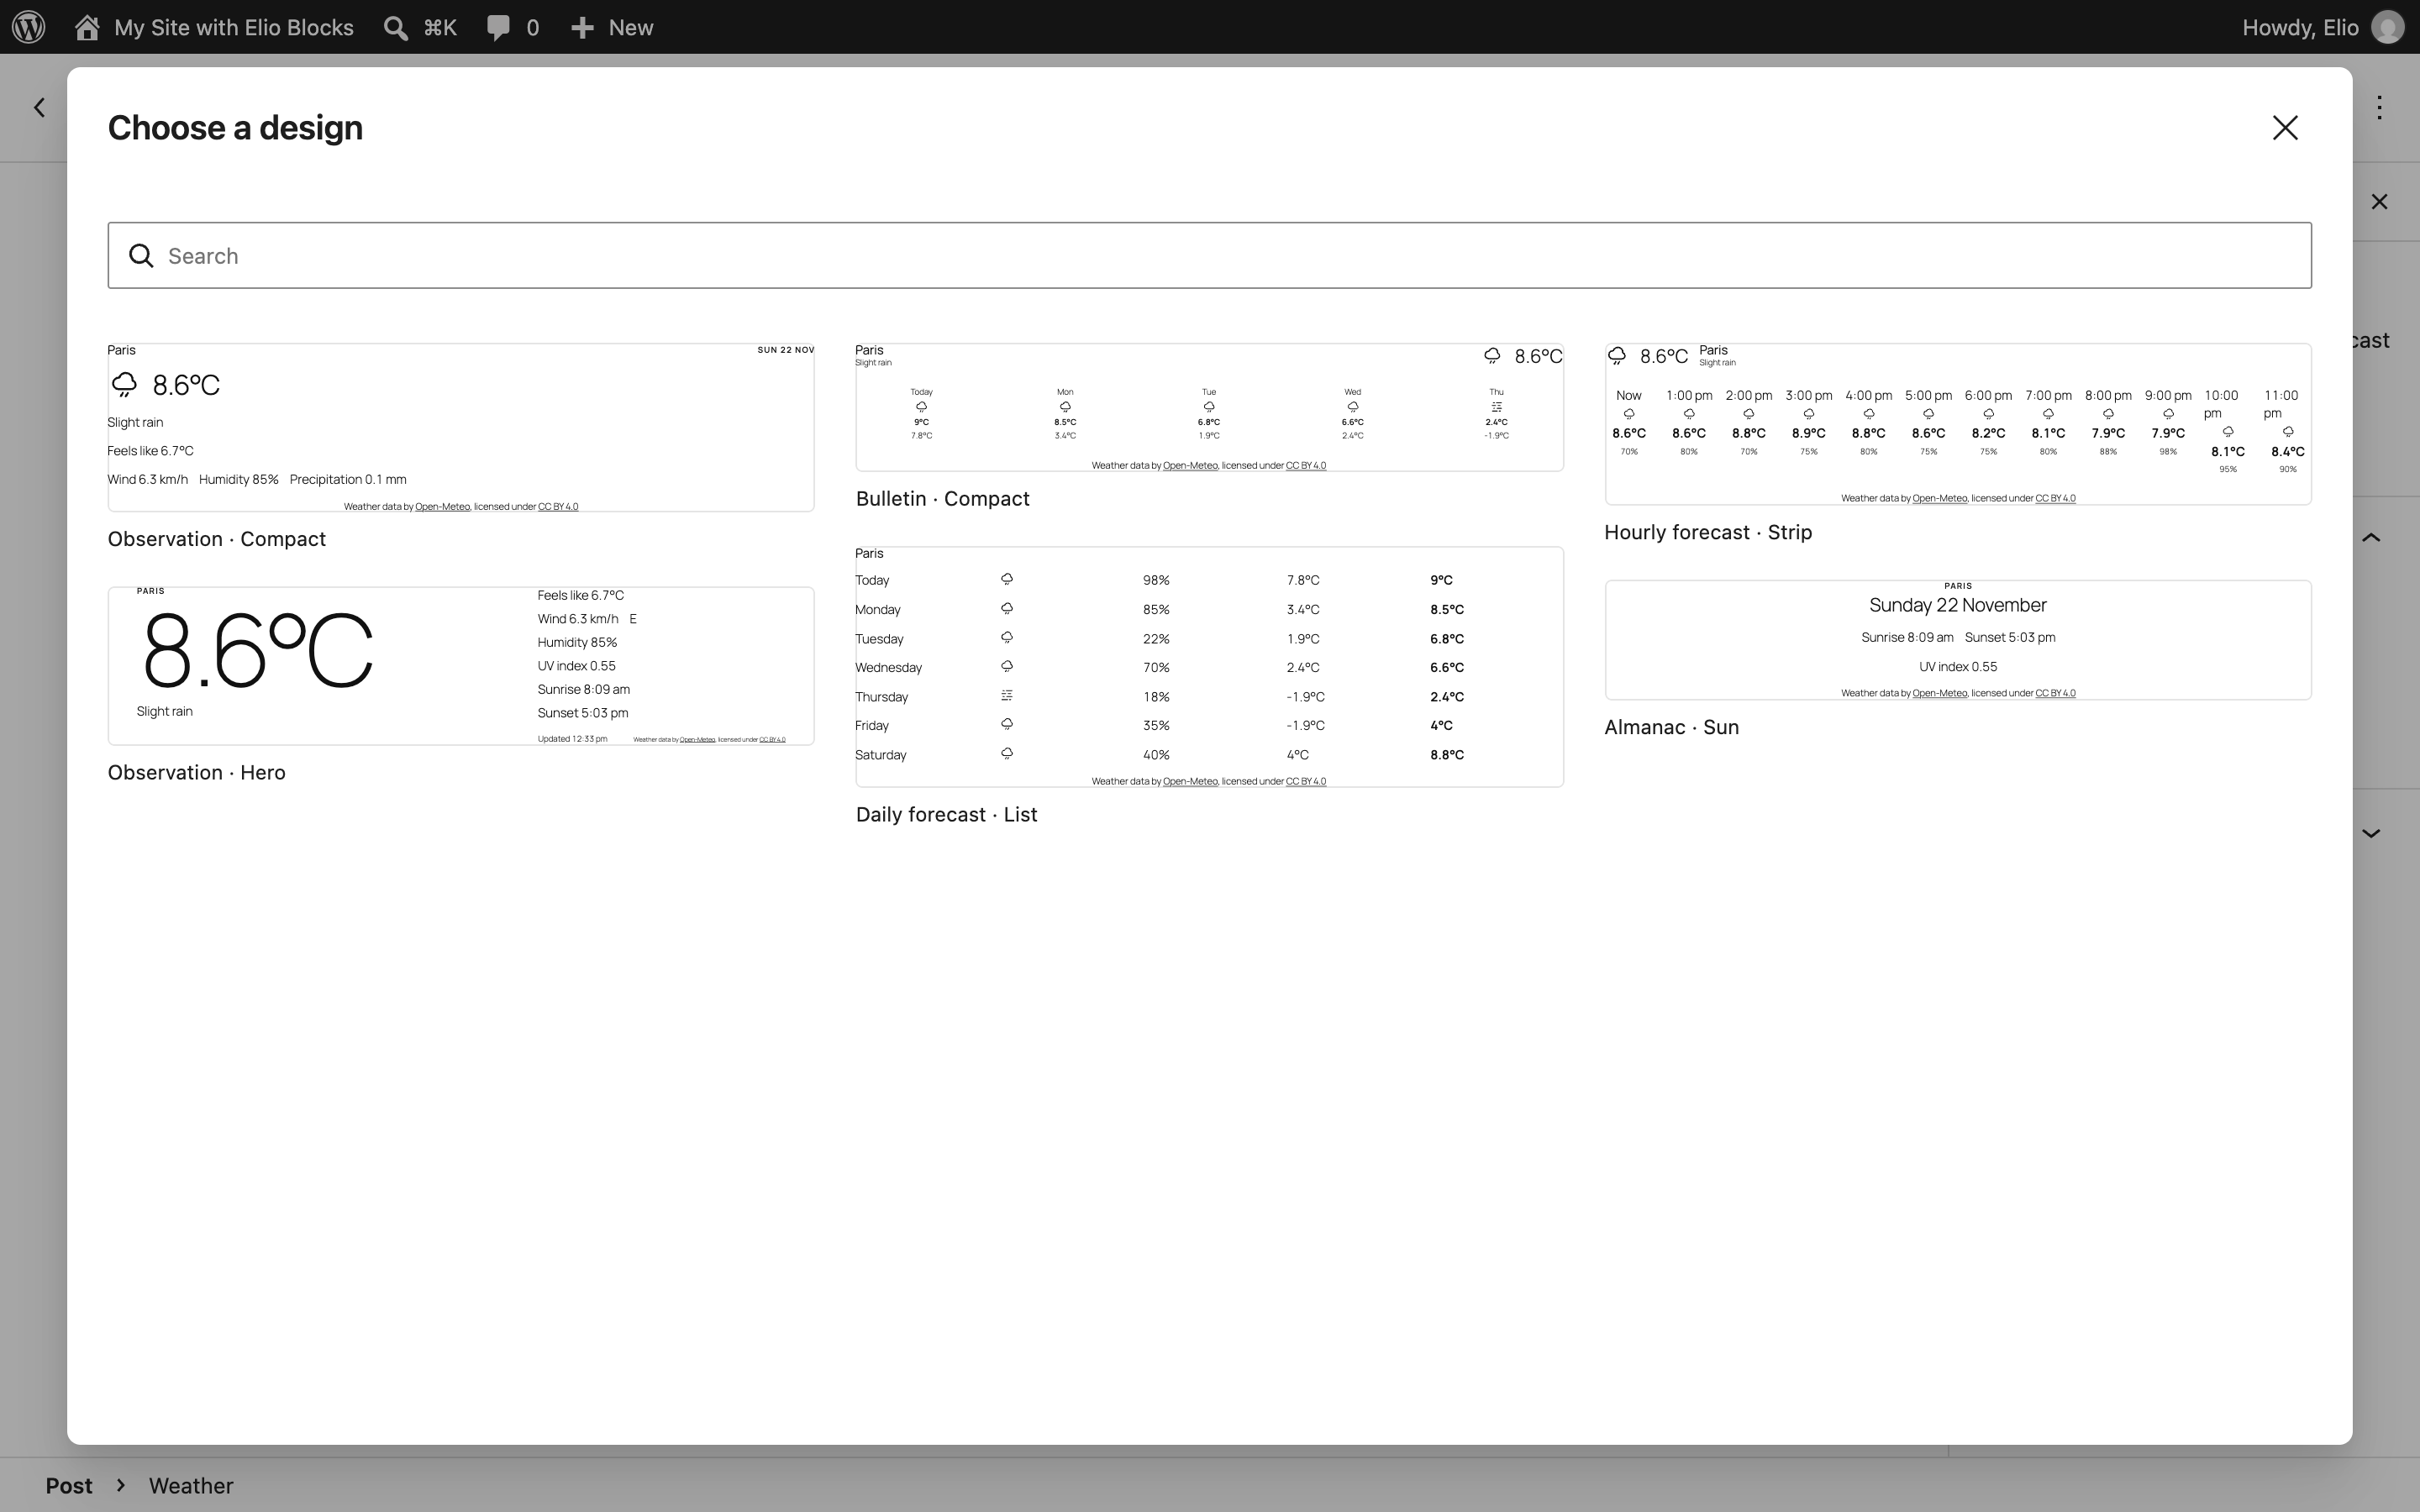 My Site with Elio Blocks ⌘K 0 New Howdy, Elio
Choose a design
Search
Paris SUN 22 NOV
8.6°C
Slight rain
Feels like 6.7°C
Wind 6.3 km/h Humidity 85% Precipitation 0.1 mm
Weather data by Open-Meteo, licensed under CC BY 4.0
Observation · Compact
PARIS
8.6°C
Slight rain
Feels like 6.7°C
Wind 6.3 km/h E
Humidity 85%
UV index 0.55
Sunrise 8:09 am
Sunset 5:03 pm
Updated 12:33 pm Weather data by Open-Meteo, licensed under CC BY 4.0
Observation · Hero
Paris 8.6°C
Slight rain
Today Mon Tue Wed Thu
9°C 8.5°C 6.8°C 6.6°C 2.4°C
7.8°C 3.4°C 1.9°C 2.4°C -1.9°C
Weather data by Open-Meteo, licensed under CC BY 4.0
Bulletin · Compact
Paris
Today 98% 7.8°C 9°C
Monday 85% 3.4°C 8.5°C
Tuesday 22% 1.9°C 6.8°C
Wednesday 70% 2.4°C 6.6°C
Thursday 18% -1.9°C 2.4°C
Friday 35% -1.9°C 4°C
Saturday 40% 4°C 8.8°C
Weather data by Open-Meteo, licensed under CC BY 4.0
Daily forecast · List
8.6°C Paris
Slight rain
Now 1:00 pm 2:00 pm 3:00 pm 4:00 pm 5:00 pm 6:00 pm 7:00 pm 8:00 pm 9:00 pm 10:00 11:00
pm pm
8.6°C 8.6°C 8.8°C 8.9°C 8.8°C 8.6°C 8.2°C 8.1°C 7.9°C 7.9°C 8.1°C 8.4°C
70% 80% 70% 75% 80% 75% 75% 80% 88% 98% 95% 90%
Weather data by Open-Meteo, licensed under CC BY 4.0
Hourly forecast · Strip
PARIS
Sunday 22 November
Sunrise 8:09 am Sunset 5:03 pm
UV index 0.55
Weather data by Open-Meteo, licensed under CC BY 4.0
Almanac · Sun
cast
Post Weather